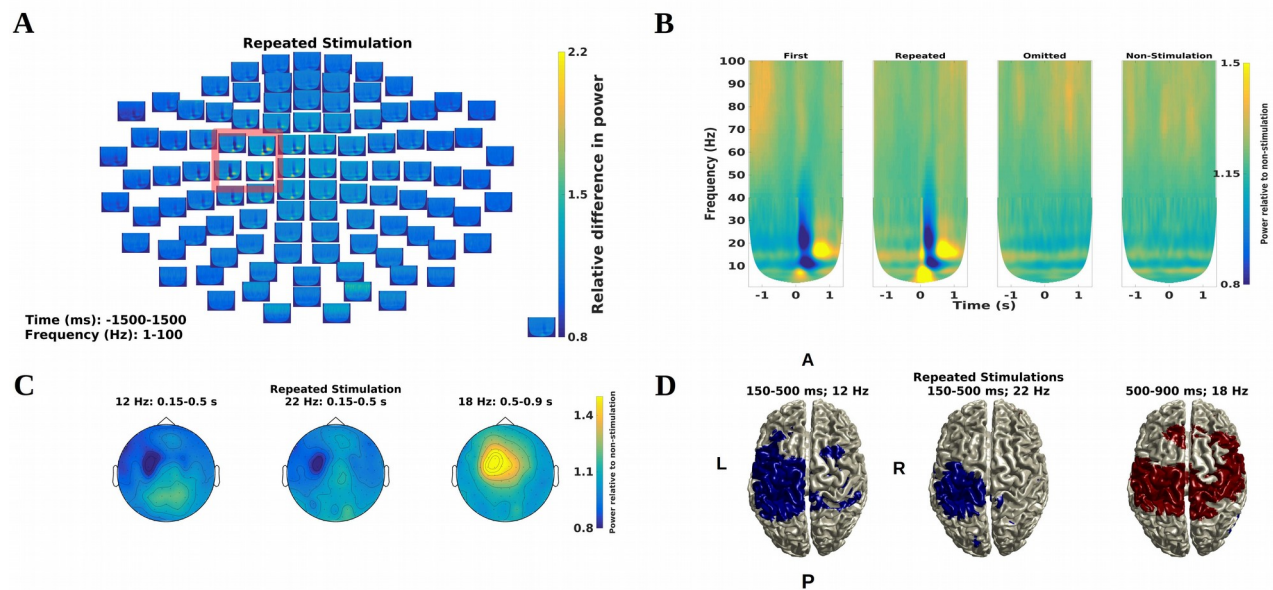 A
Repeated Stimulation
2.2
1.5
0.8
Relative difference in power
Time (ms): -1500-1500
Frequency (Hz): 1-100
B
First
Repeated
Omitted
Non-Stimulation
100
90
80
70
60
50
40
30
20
10
Frequency (Hz)
-1 0 1
-1 0 1
-1 0 1
-1 0 1
Time (s)
1.5
1.15
0.8
Power relative to non-stimulation
C
Repeated Stimulation
12 Hz: 0.15-0.5 s
22 Hz: 0.15-0.5 s
18 Hz: 0.5-0.9 s
1.4
1.1
0.8
Power relative to non-stimulation
A
D
Repeated Stimulations
150-500 ms; 12 Hz
150-500 ms; 22 Hz
500-900 ms; 18 Hz
L
R
P